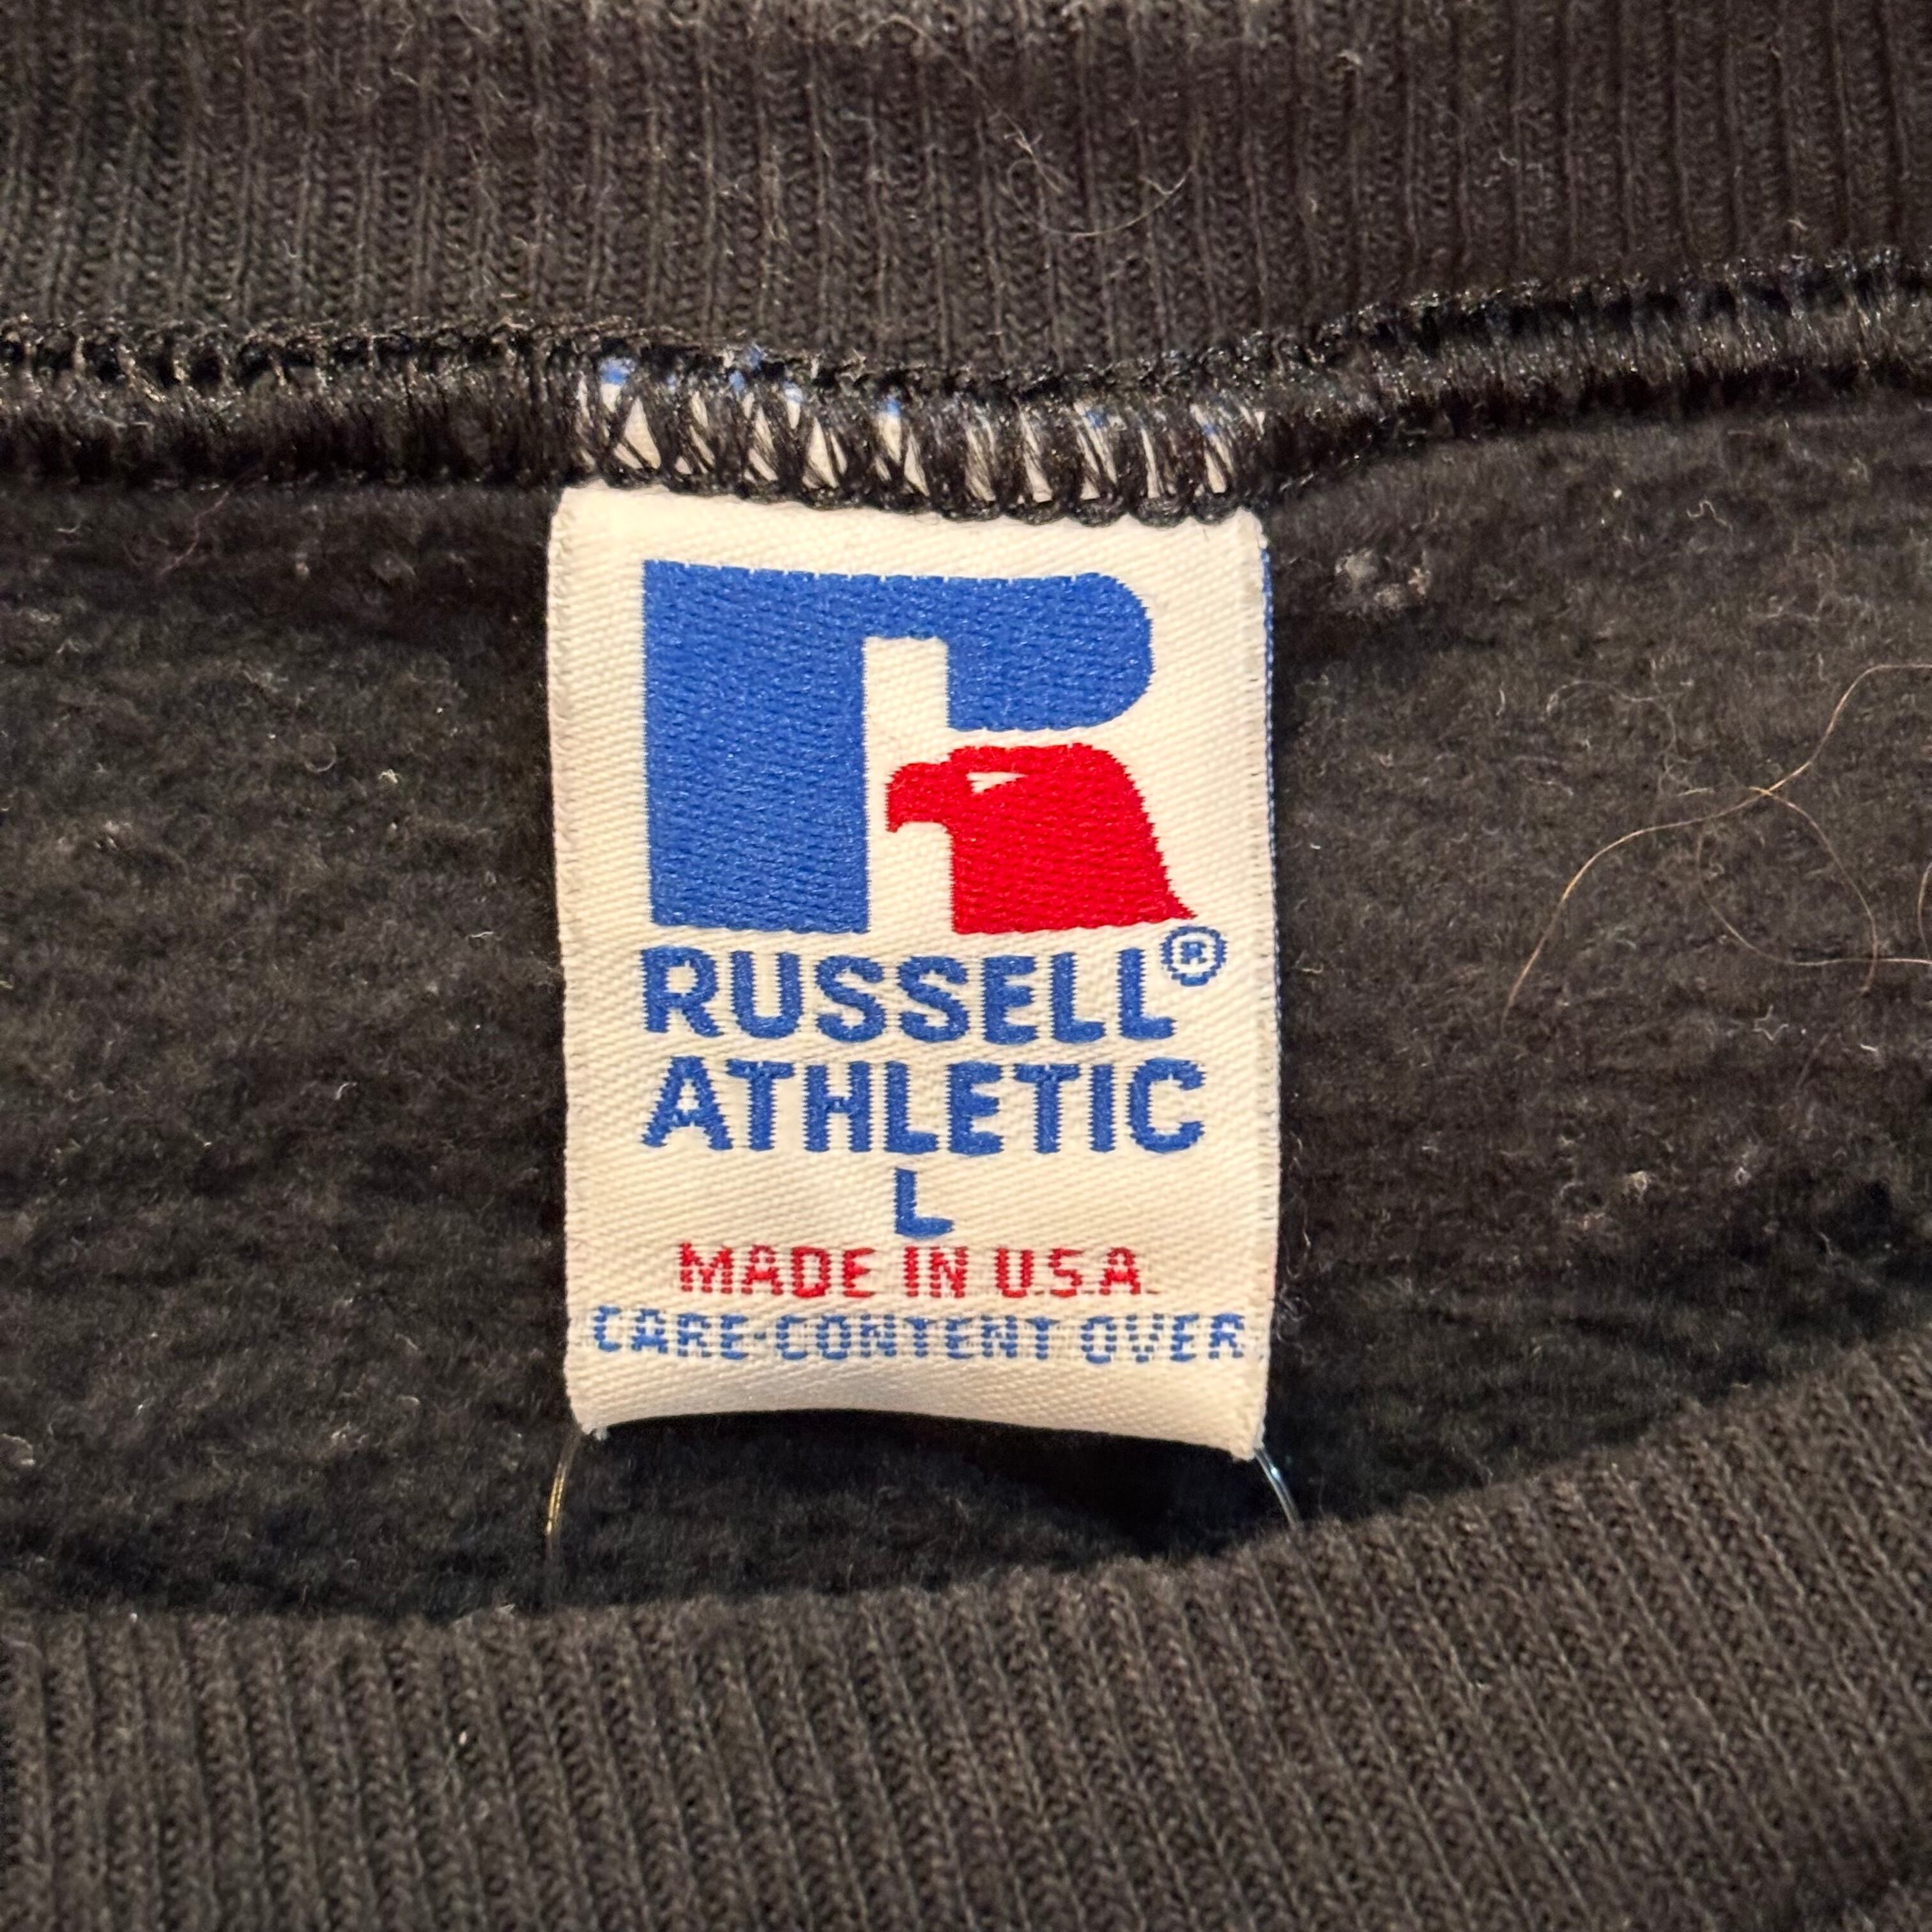 RUSSELL®
ATHLETIC
L
MADE IN U.S.A.
CARE-CONTENT OVER